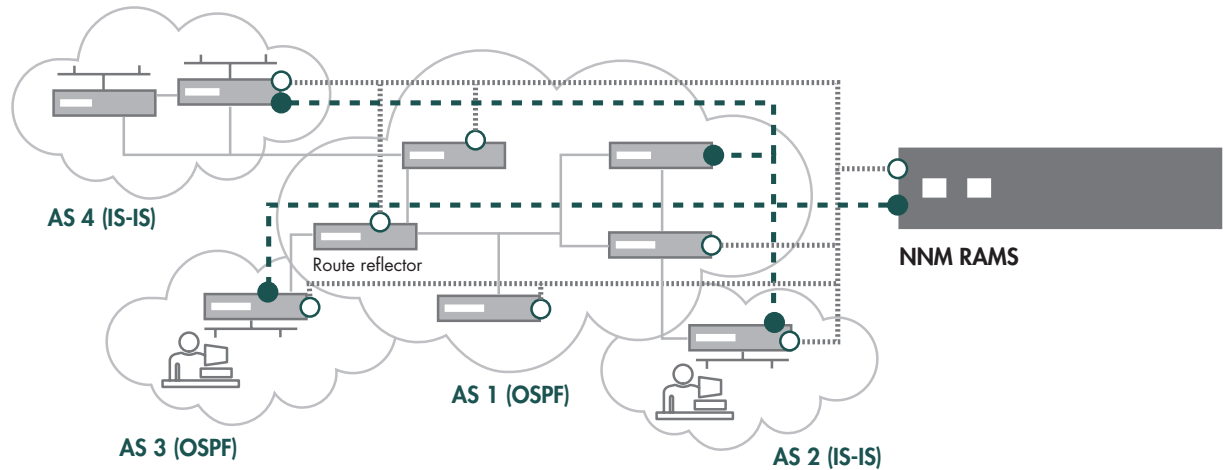 AS 4 (IS-IS)
NNM RAMS
Route reflector
AS 1 (OSPF)
AS 3 (OSPF)
AS 2 (IS-IS)